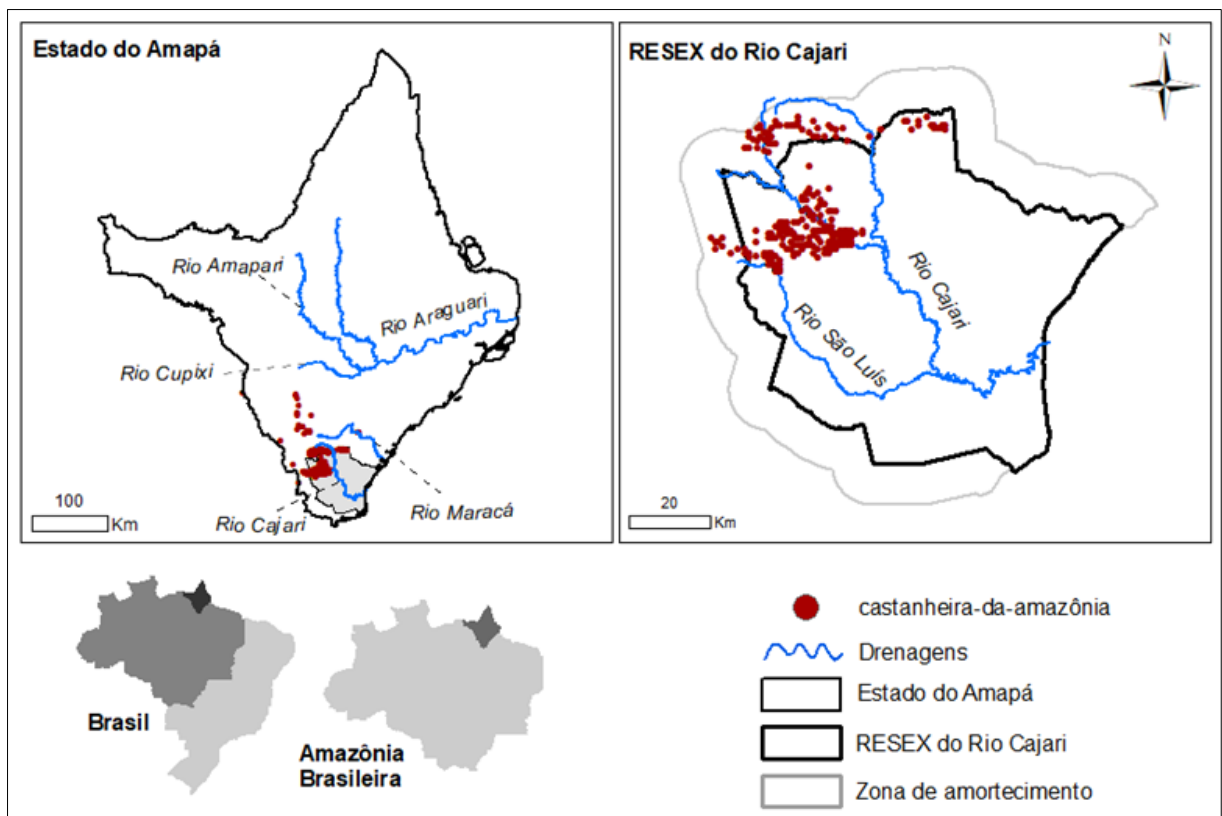 Estado do Amapá
Rio Amapari
Rio Araguari
Rio Cupixi
100
Km
Rio Cajari
Rio Maracá
RESEX do Rio Cajari
N
Rio Cajari
Rio São Luís
20
Km
Brasil
Amazônia
Brasileira
castanheira-da-amazônia
Drenagens
Estado do Amapá
RESEX do Rio Cajari
Zona de amortecimento